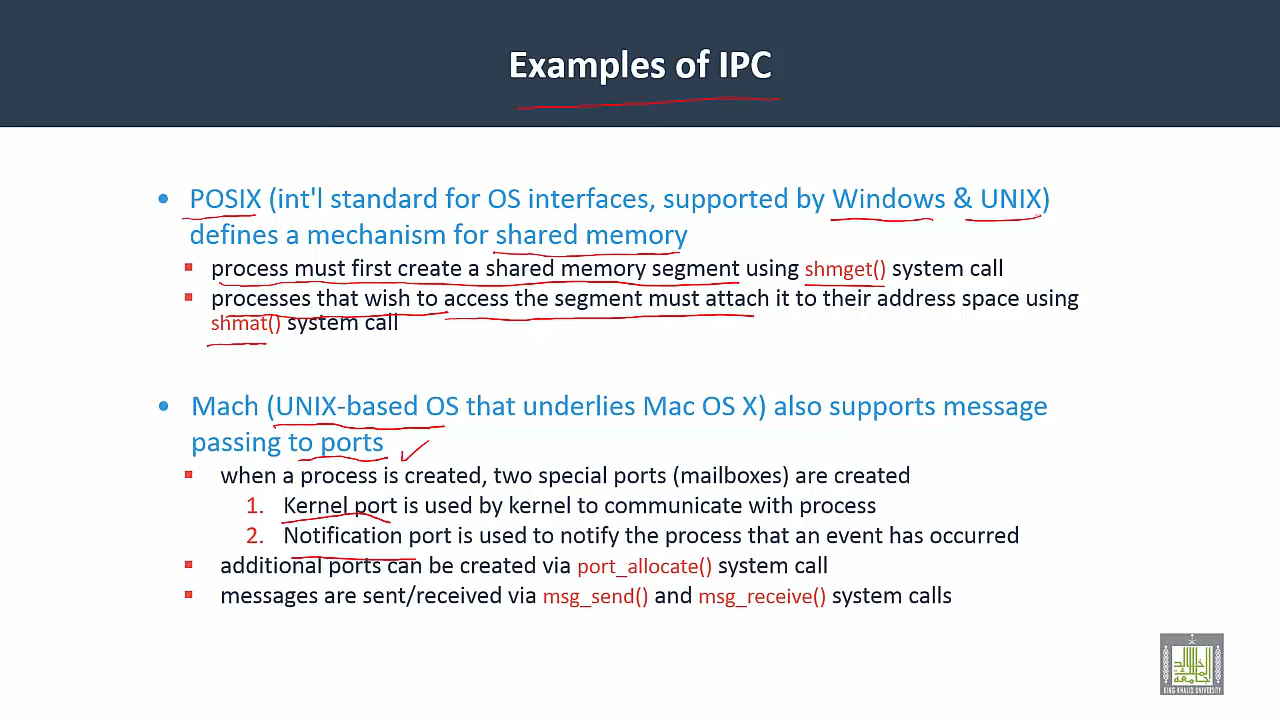 Examples of IPC
• POSIX (int'l standard for OS interfaces, supported by Windows & UNIX)
defines a mechanism for shared memory
▪ process must first create a shared memory segment using shmget() system call
▪ processes that wish to access the segment must attach it to their address space using
shmat() system call
• Mach (UNIX-based OS that underlies Mac OS X) also supports message
passing to ports
▪ when a process is created, two special ports (mailboxes) are created
1. Kernel port is used by kernel to communicate with process
2. Notification port is used to notify the process that an event has occurred
▪ additional ports can be created via port_allocate() system call
▪ messages are sent/received via msg_send() and msg_receive() system calls
KING KHALID UNIVERSITY